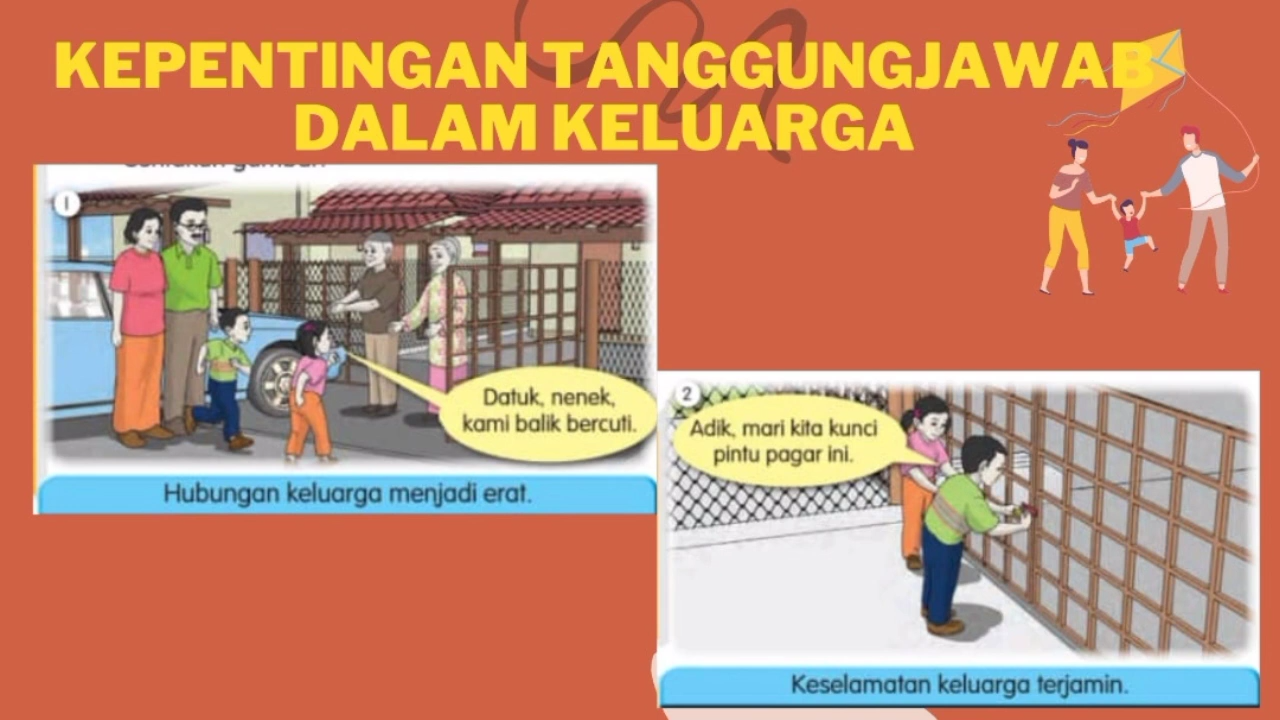 KEPENTINGAN TANGGUNGJAWAB
DALAM KELUARGA
1
Datuk, nenek,
kami balik bercuti.
Hubungan keluarga menjadi erat.
2
Adik, mari kita kunci
pintu pagar ini.
Keselamatan keluarga terjamin.